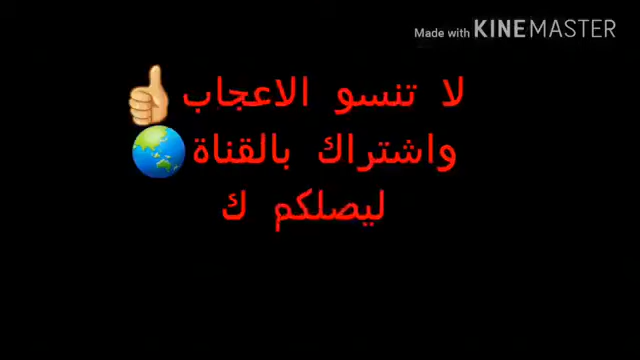 Made with KINEMASTER
لا تنسو الاعجاب👍
واشتراك بالقناة🌏
ليصلكم ك